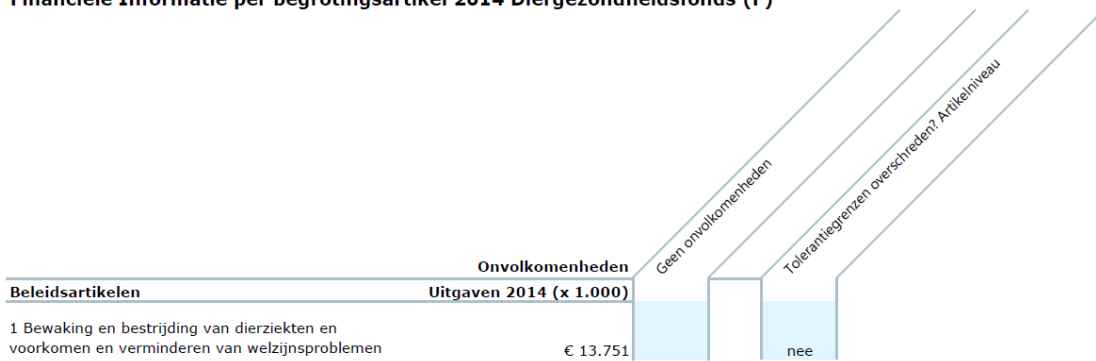 Financiële Informatie per begrotingsartikel 2014 Diergezondheidsfonds (F)
Geen onvolkomenheden
Tolerantiegrenzen overschreden? Artikelniveau
Onvolkomenheden
Beleidsartikelen Uitgaven 2014 (x 1.000)
1 Bewaking en bestrijding van dierziekten en
voorkomen en verminderen van welzijnsproblemen € 13.751 nee